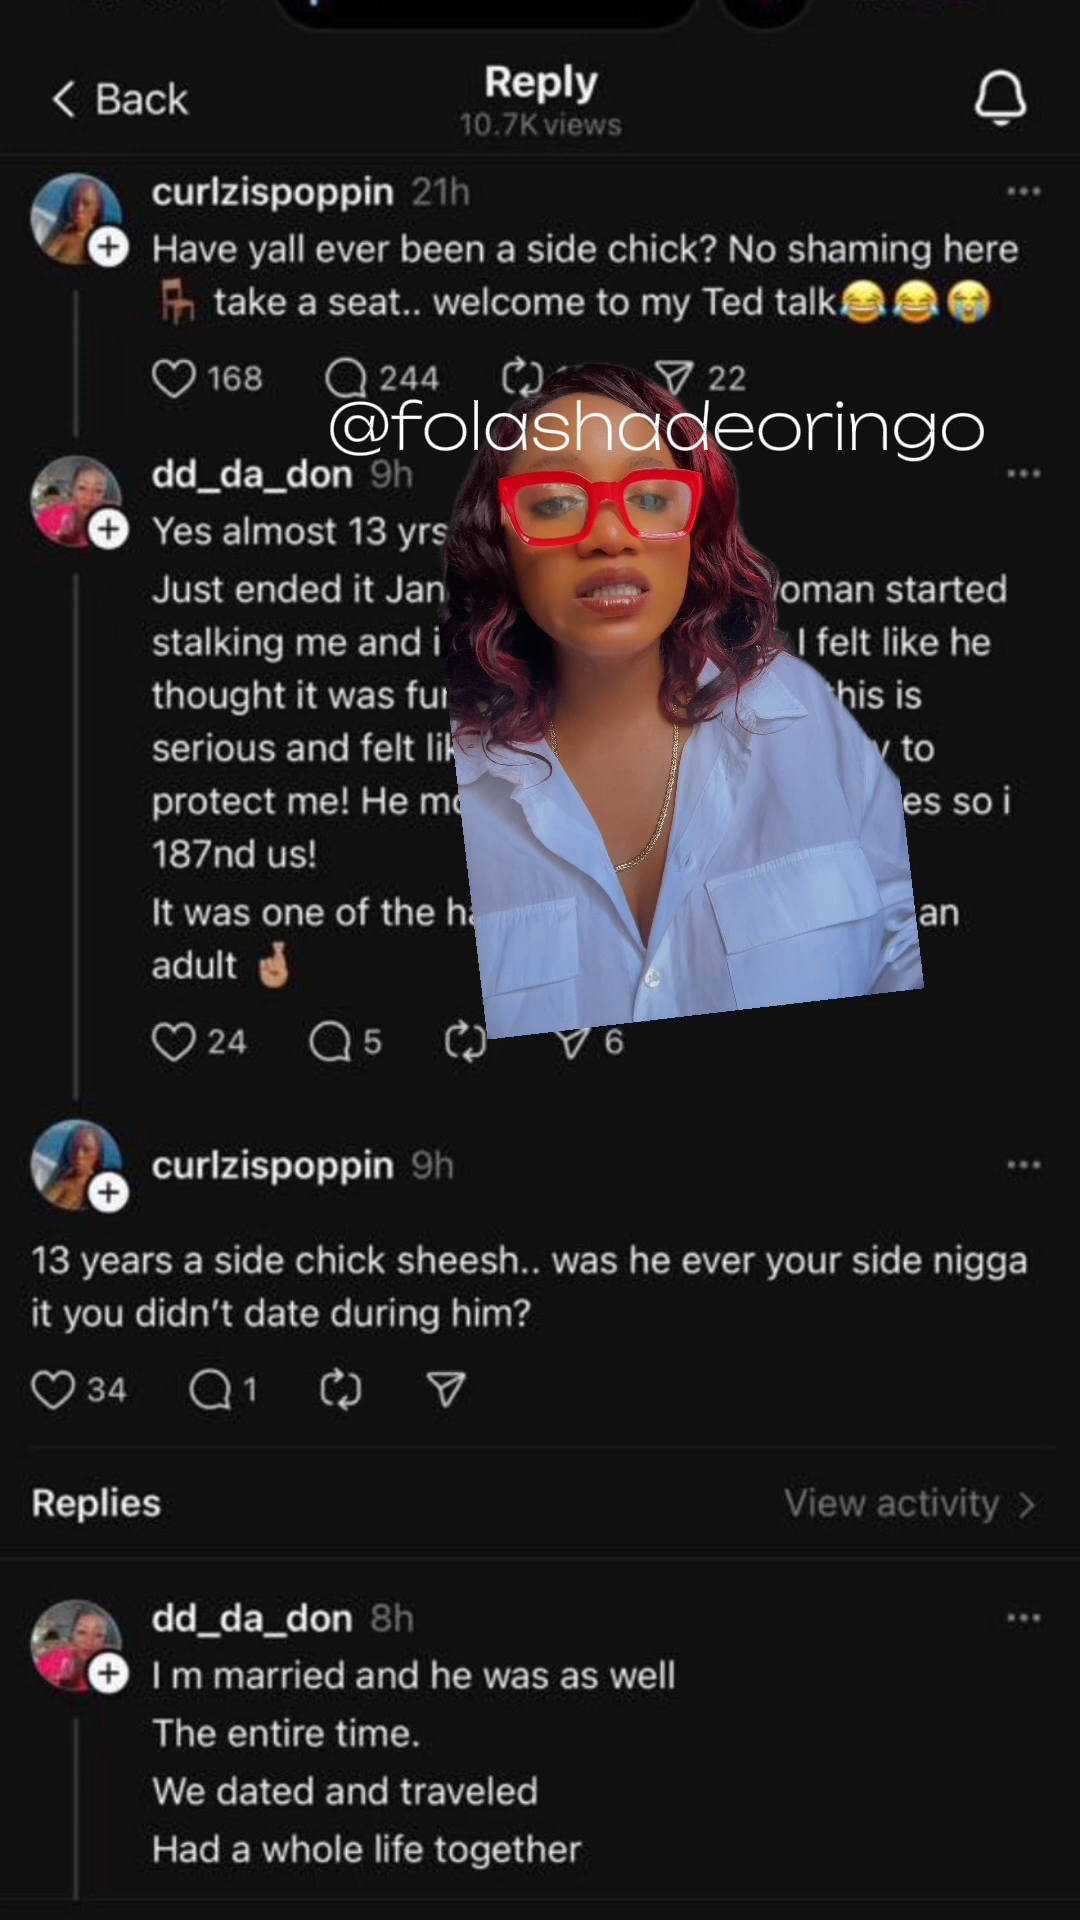 Back
Reply
10.7K views
curlzispoppin 21h
Have yall ever been a side chick? No shaming here
🪑 take a seat.. welcome to my Ted talk😂😂😭
168 244 22
@folashadeoringo
dd_da_don 9h
Yes almost 13 yrs
Just ended it Jan woman started
stalking me and i I felt like he
thought it was this is
serious and felt to
protect me! He so i
187nd us!
It was one of the an
adult 🤞🏼
24 5 6
curlzispoppin 9h
13 years a side chick sheesh.. was he ever your side nigga
it you didn’t date during him?
34 1
Replies
View activity >
dd_da_don 8h
I m married and he was as well
The entire time.
We dated and traveled
Had a whole life together